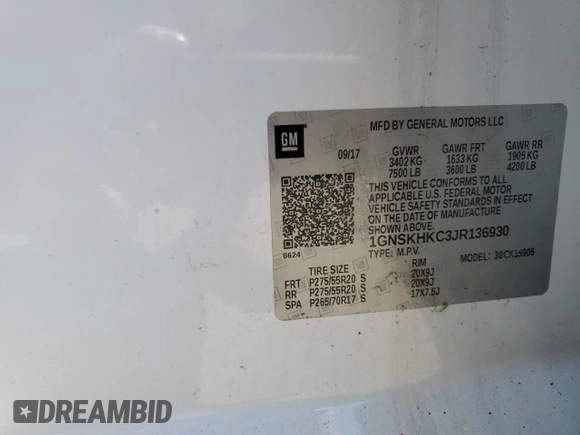 MFD BY GENERAL MOTORS LLC
GM
09/17
GVWR GAWR FRT GAWR RR
3402 KG 1633 KG 1905 KG
7500 LB 3600 LB 4200 LB
THIS VEHICLE CONFORMS TO ALL
APPLICABLE U.S. FEDERAL MOTOR
VEHICLE SAFETY STANDARDS IN EFFECT
ON THE DATE OF MANUFACTURE
SHOWN ABOVE.
1GNSKHKC3JR136930
8624
TYPE: M.P.V. MODEL: 30CK15906
TIRE SIZE RIM
FRT P275/55R20 S 20X9J
RR P275/55R20 S 20X9J
SPA P265/70R17 S 17X7.5J
DREAMBID